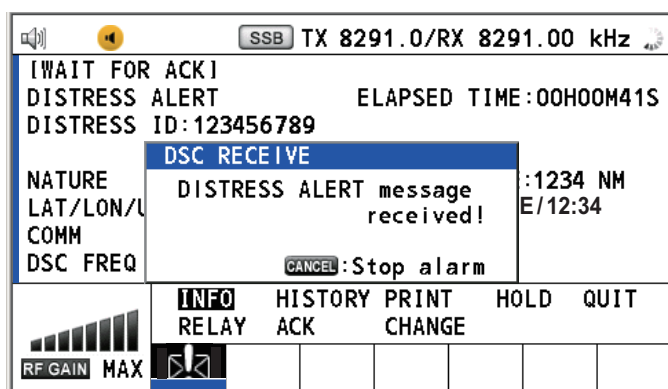 SSB TX 8291.0/RX 8291.00 kHz
[WAIT FOR ACK]
DISTRESS ALERT ELAPSED TIME:00H00M41S
DISTRESS ID:123456789
DSC RECEIVE
DISTRESS ALERT message
received!
CANCEL:Stop alarm
NATURE :1234 NM
LAT/LON/U E/12:34
COMM
DSC FREQ
INFO HISTORY PRINT HOLD QUIT
RELAY ACK CHANGE
RF GAIN MAX